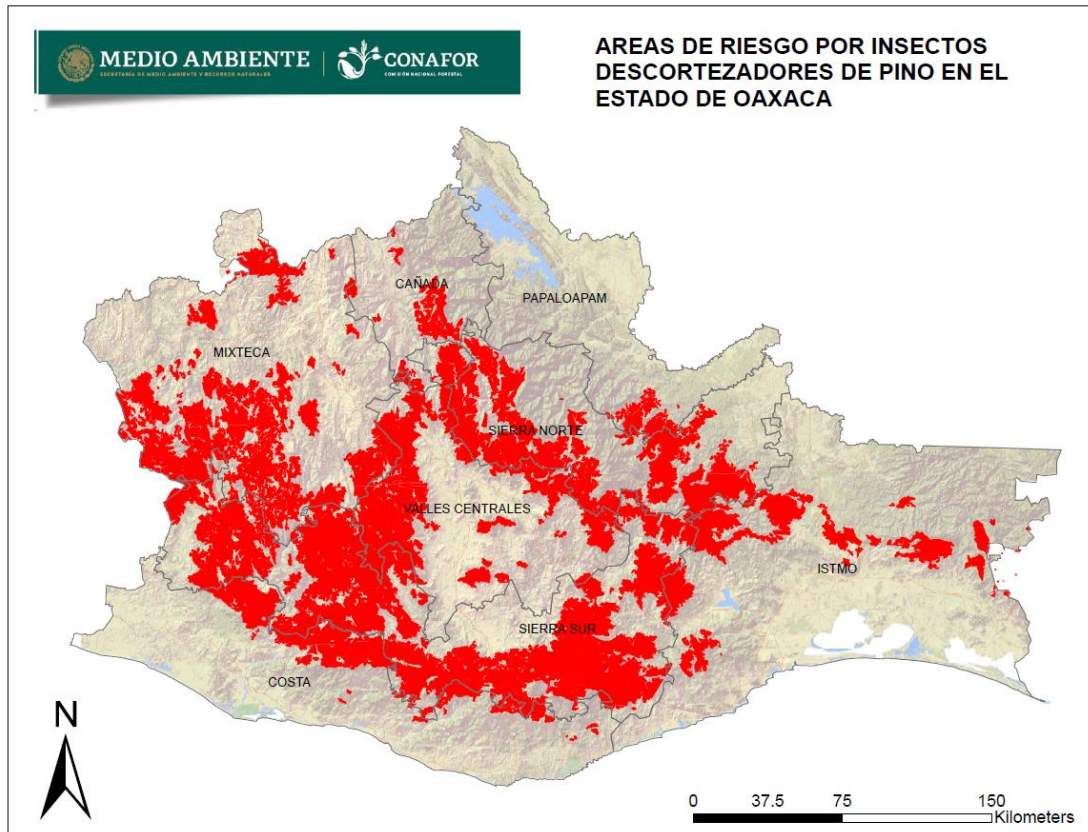 MEDIO AMBIENTE
SECRETARÍA DE MEDIO AMBIENTE Y RECURSOS NATURALES
CONAFOR
COMISIÓN NACIONAL FORESTAL
AREAS DE RIESGO POR INSECTOS
DESCORTEZADORES DE PINO EN EL
ESTADO DE OAXACA
CAÑADA
PAPALOAPAM
MIXTECA
SIERRA NORTE
VALLES CENTRALES
ISTMO
SIERRA SUR
COSTA
N
0 37.5 75 150
Kilometers